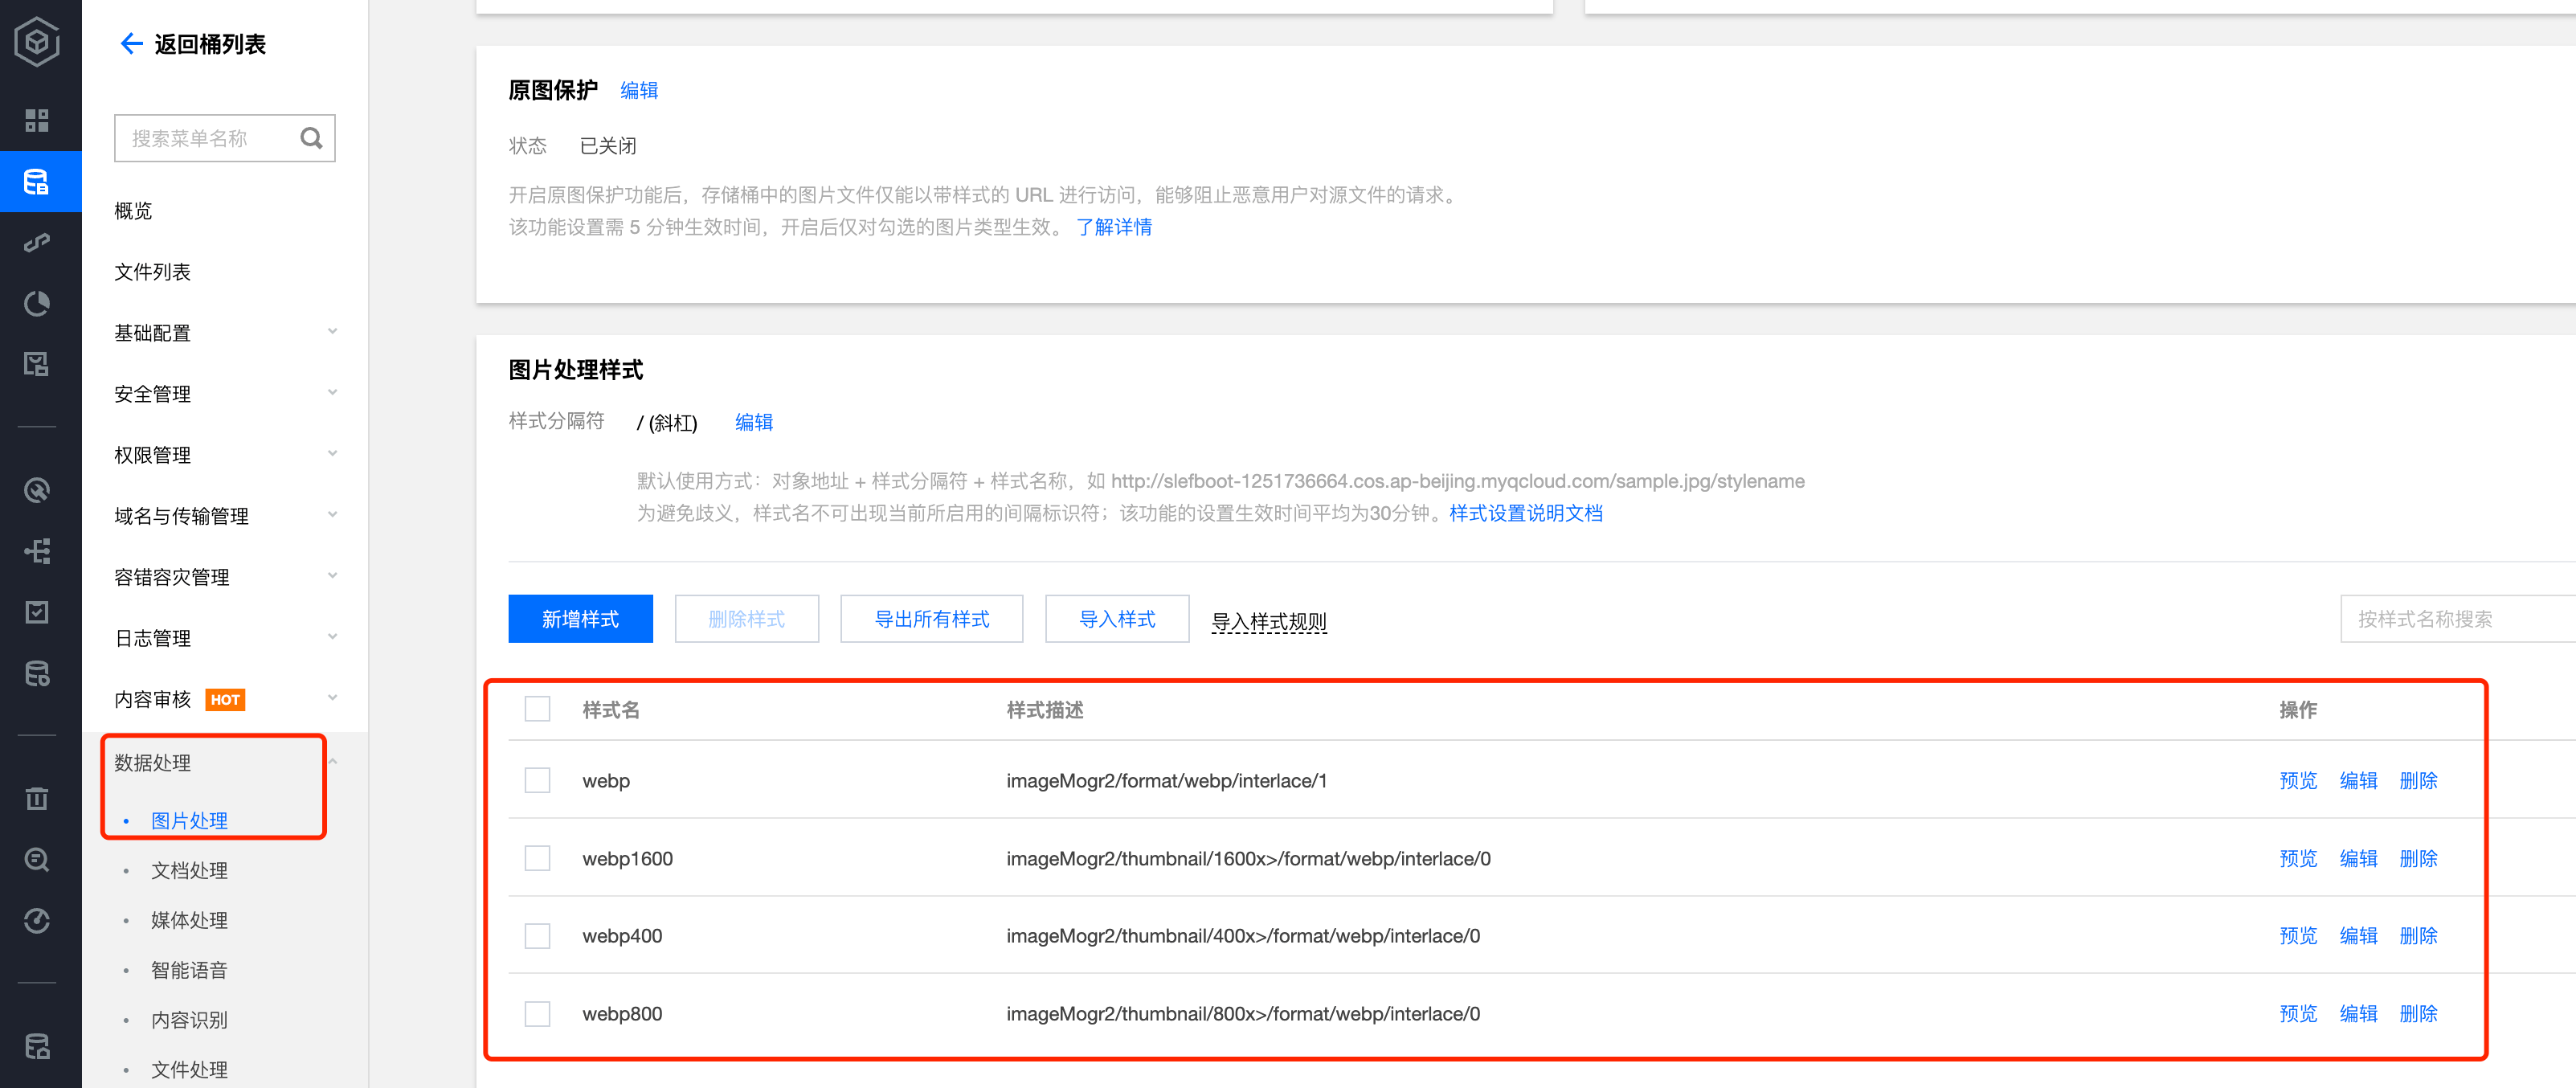 返回桶列表
搜索菜单名称
概览
文件列表
基础配置
安全管理
权限管理
域名与传输管理
容错容灾管理
日志管理
内容审核 HOT
数据处理
• 图片处理
• 文档处理
• 媒体处理
• 智能语音
• 内容识别
• 文件处理
原图保护 编辑
状态 已关闭
开启原图保护功能后，存储桶中的图片文件仅能以带样式的 URL 进行访问，能够阻止恶意用户对源文件的请求。
该功能设置需 5 分钟生效时间，开启后仅对勾选的图片类型生效。 了解详情
图片处理样式
样式分隔符 / (斜杠) 编辑
默认使用方式：对象地址 + 样式分隔符 + 样式名称，如 http://slefboot-1251736664.cos.ap-beijing.myqcloud.com/sample.jpg/stylename
为避免歧义，样式名不可出现当前所启用的间隔标识符；该功能的设置生效时间平均为30分钟。样式设置说明文档
新增样式 删除样式 导出所有样式 导入样式 导入样式规则 按样式名称搜索
样式名 样式描述 操作
webp imageMogr2/format/webp/interlace/1 预览 编辑 删除
webp1600 imageMogr2/thumbnail/1600x>/format/webp/interlace/0 预览 编辑 删除
webp400 imageMogr2/thumbnail/400x>/format/webp/interlace/0 预览 编辑 删除
webp800 imageMogr2/thumbnail/800x>/format/webp/interlace/0 预览 编辑 删除